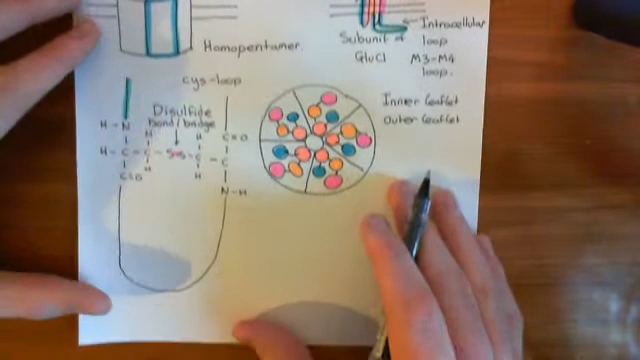 Homopentamer.
Intracellular
loop
M3-M4
loop.
Subunit of
GluCl
cys-loop
Disulfide
bond/bridge
H-N
H
H
C=O
H-C-C-S-S-C-C
C=O
H
H
N-H
Inner leaflet
Outer leaflet